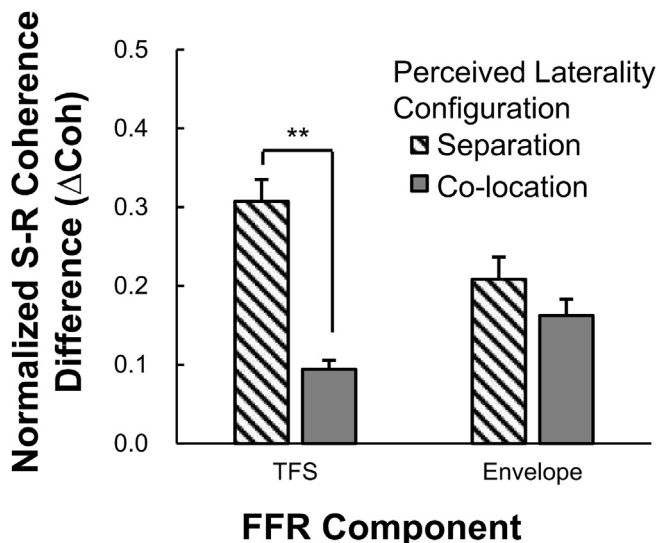 Normalized S-R Coherence
Difference (ΔCoh)
0.5
0.4
0.3
0.2
0.1
0.0
**
Perceived Laterality
Configuration
Separation
Co-location
TFS
Envelope
FFR Component